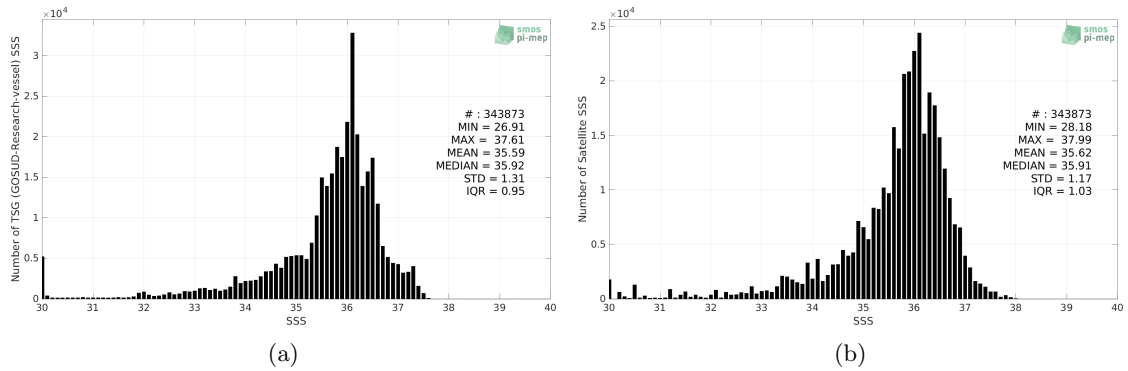 ×10⁴
smos
pi-mep
Number of TSG (GOSUD-Research-vessel) SSS
3
2.5
2
1.5
1
0.5
0
# : 343873
MIN = 26.91
MAX = 37.61
MEAN = 35.59
MEDIAN = 35.92
STD = 1.31
IQR = 0.95
30 31 32 33 34 35 36 37 38 39 40
SSS
(a)
×10⁴
smos
pi-mep
Number of Satellite SSS
2.5
2
1.5
1
0.5
0
# : 343873
MIN = 28.18
MAX = 37.99
MEAN = 35.62
MEDIAN = 35.91
STD = 1.17
IQR = 1.03
30 31 32 33 34 35 36 37 38 39 40
SSS
(b)